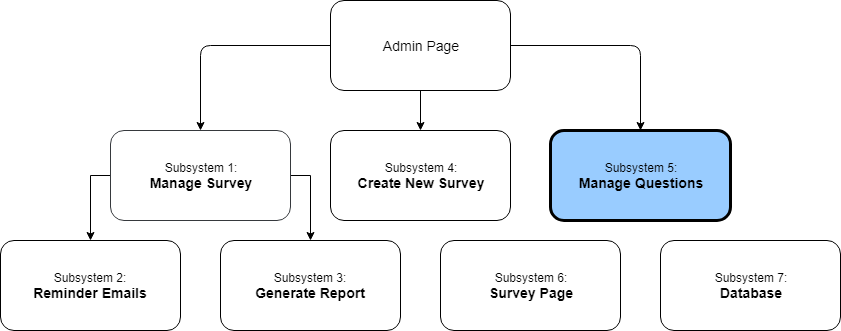 Admin Page
Subsystem 1:
Manage Survey
Subsystem 4:
Create New Survey
Subsystem 5:
Manage Questions
Subsystem 2:
Reminder Emails
Subsystem 3:
Generate Report
Subsystem 6:
Survey Page
Subsystem 7:
Database